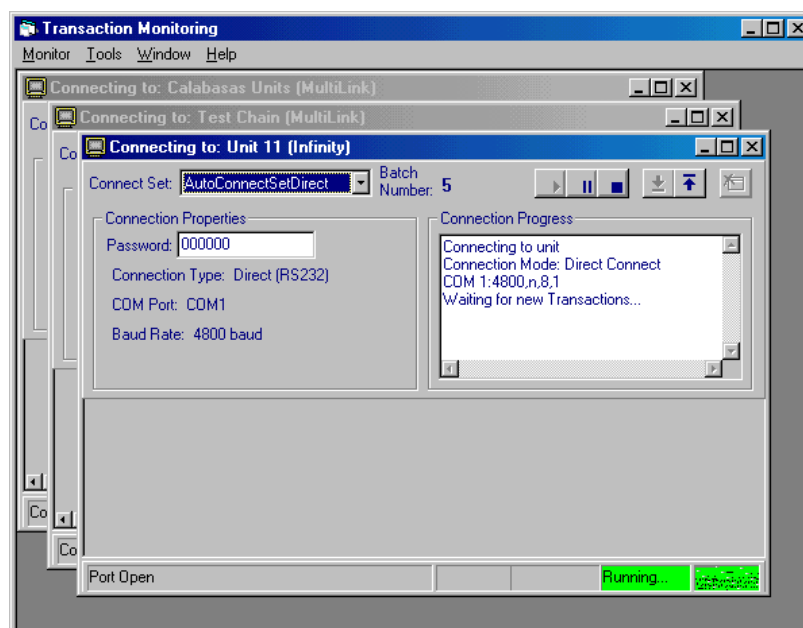 Transaction Monitoring
Monitor Tools Window Help
Connecting to: Calabasas Units (MultiLink)
Co
Connecting to: Test Chain (MultiLink)
Co
Connecting to: Unit 11 (Infinity)
Connect Set: AutoConnectSetDirect Batch Number: 5
Connection Properties
Password: 000000
Connection Type: Direct (RS232)
COM Port: COM1
Baud Rate: 4800 baud
Connection Progress
Connecting to unit
Connection Mode: Direct Connect
COM 1:4800,n,8,1
Waiting for new Transactions...
Co
Co
Port Open Running...